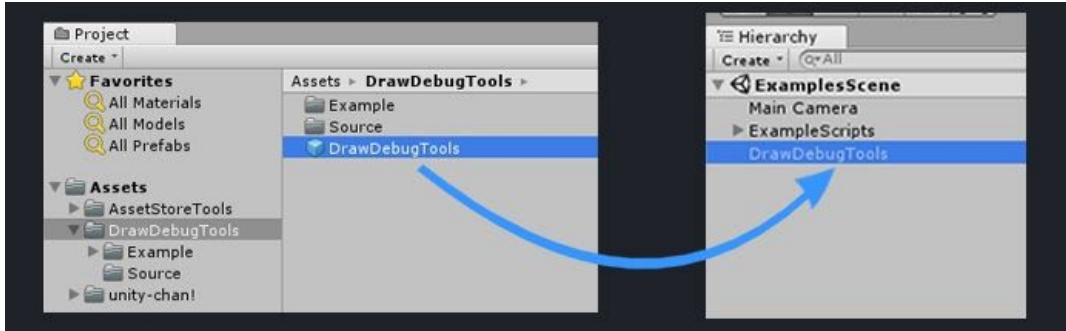 Project
Create
Favorites
All Materials
All Models
All Prefabs
Assets
AssetStoreTools
DrawDebugTools
Example
Source
unity-chan!
Assets ▸ DrawDebugTools ▸
Example
Source
DrawDebugTools
Hierarchy
Create
All
ExamplesScene
Main Camera
ExampleScripts
DrawDebugTools